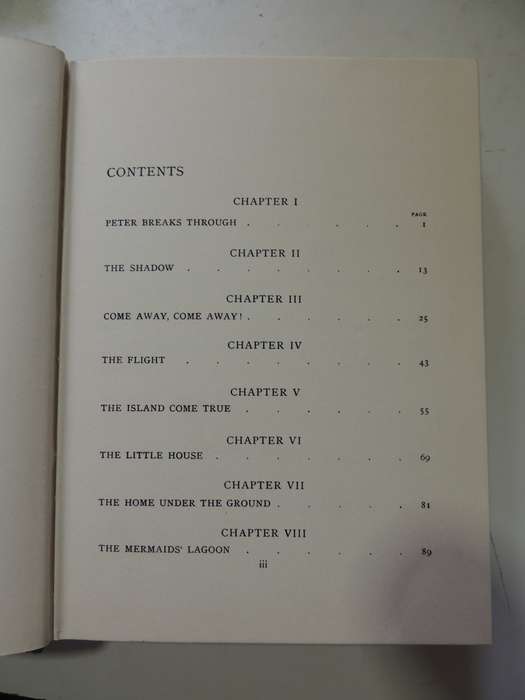 CONTENTS
CHAPTER I
PAGE
PETER BREAKS THROUGH . . . . . . 1
CHAPTER II
THE SHADOW . . . . . . . . 13
CHAPTER III
COME AWAY, COME AWAY! . . . . . . 25
CHAPTER IV
THE FLIGHT . . . . . . . . 43
CHAPTER V
THE ISLAND COME TRUE . . . . . . 55
CHAPTER VI
THE LITTLE HOUSE . . . . . . . 69
CHAPTER VII
THE HOME UNDER THE GROUND . . . . . 81
CHAPTER VIII
THE MERMAIDS' LAGOON . . . . . . 89
iii